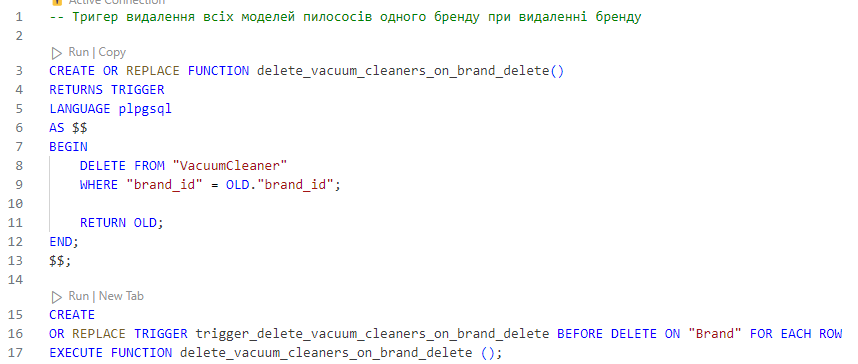 Active Connection
1 -- Тригер видалення всіх моделей пилососів одного бренду при видаленні бренду
2
Run | Copy
3 CREATE OR REPLACE FUNCTION delete_vacuum_cleaners_on_brand_delete()
4 RETURNS TRIGGER
5 LANGUAGE plpgsql
6 AS $$
7 BEGIN
8 DELETE FROM "VacuumCleaner"
9 WHERE "brand_id" = OLD."brand_id";
10
11 RETURN OLD;
12 END;
13 $$;
14
Run | New Tab
15 CREATE
16 OR REPLACE TRIGGER trigger_delete_vacuum_cleaners_on_brand_delete BEFORE DELETE ON "Brand" FOR EACH ROW
17 EXECUTE FUNCTION delete_vacuum_cleaners_on_brand_delete ();